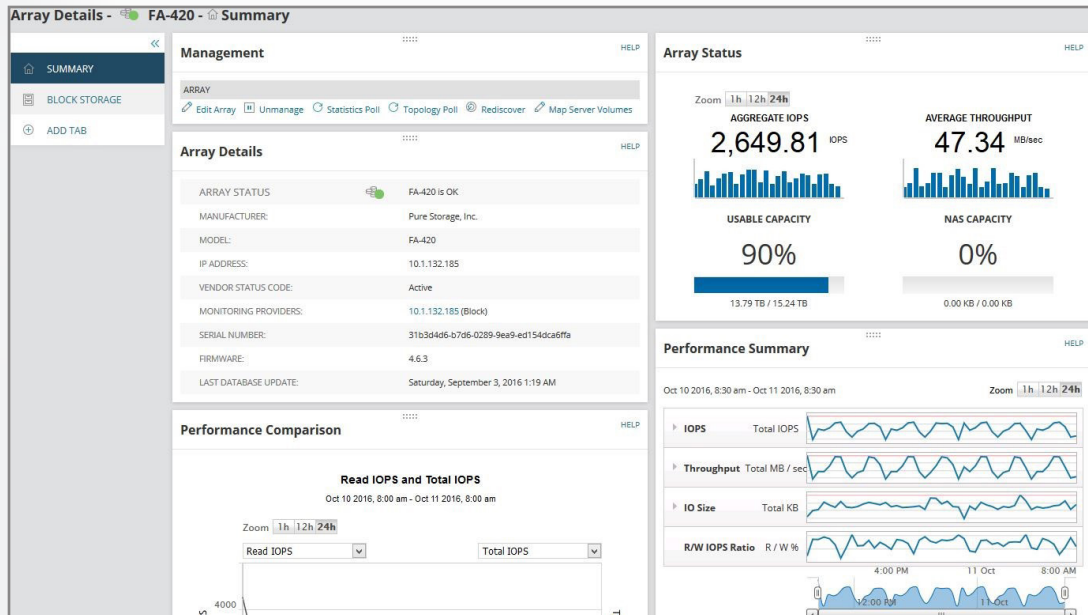 Array Details - FA-420 - Summary
SUMMARY
BLOCK STORAGE
ADD TAB
Management
HELP
ARRAY
Edit Array Unmanage Statistics Poll Topology Poll Rediscover Map Server Volumes
Array Details
HELP
ARRAY STATUS FA-420 is OK
MANUFACTURER: Pure Storage, Inc.
MODEL: FA-420
IP ADDRESS: 10.1.132.185
VENDOR STATUS CODE: Active
MONITORING PROVIDERS: 10.1.132.185 (Block)
SERIAL NUMBER: 31b3d4d6-b7d6-0289-9ea9-ed154dca6ffa
FIRMWARE: 4.6.3
LAST DATABASE UPDATE: Saturday, September 3, 2016 1:19 AM
Performance Comparison
HELP
Read IOPS and Total IOPS
Oct 10 2016, 8:00 am - Oct 11 2016, 8:00 am
Zoom 1h 12h 24h
Read IOPS Total IOPS
4000
Array Status
HELP
Zoom 1h 12h 24h
AGGREGATE IOPS AVERAGE THROUGHPUT
2,649.81 IOPS 47.34 MB/sec
USABLE CAPACITY NAS CAPACITY
90% 0%
13.79 TB / 15.24 TB 0.00 KB / 0.00 KB
Performance Summary
HELP
Oct 10 2016, 8:30 am - Oct 11 2016, 8:30 am Zoom 1h 12h 24h
IOPS Total IOPS
Throughput Total MB / sec
IO Size Total KB
R/W IOPS Ratio R / W %
4:00 PM 11 Oct 8:00 AM
12:00 PM 11 Oct